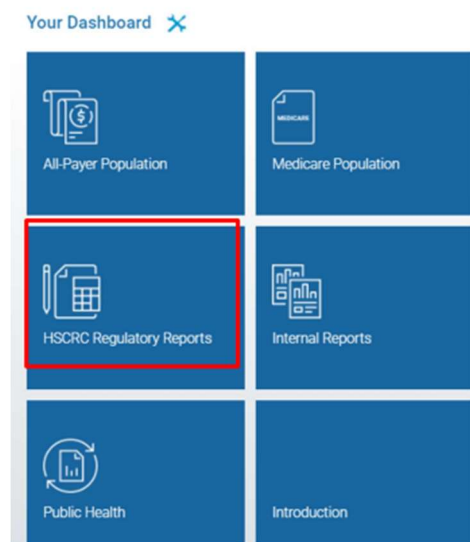 Your Dashboard
MEDICARE
All-Payer Population
Medicare Population
HSCRC Regulatory Reports
Internal Reports
Public Health
Introduction